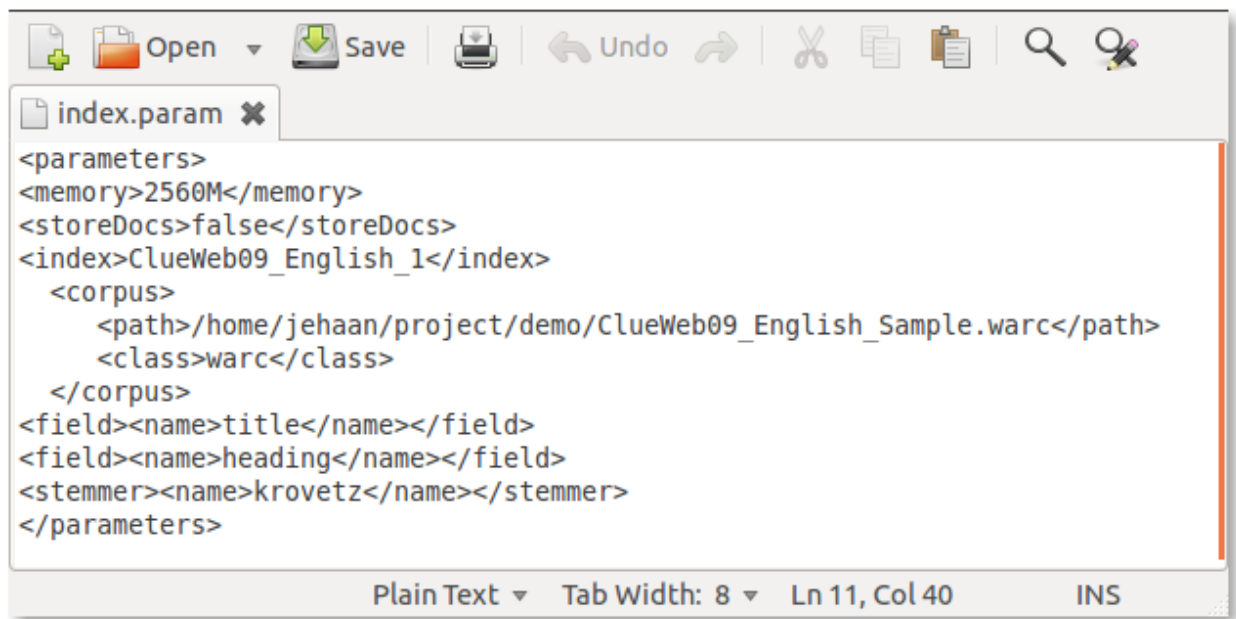 Open Save Undo
index.param
<parameters>
<memory>2560M</memory>
<storeDocs>false</storeDocs>
<index>ClueWeb09_English_1</index>
  <corpus>
     <path>/home/jehaan/project/demo/ClueWeb09_English_Sample.warc</path>
     <class>warc</class>
  </corpus>
<field><name>title</name></field>
<field><name>heading</name></field>
<stemmer><name>krovetz</name></stemmer>
</parameters>
Plain Text Tab Width: 8 Ln 11, Col 40 INS